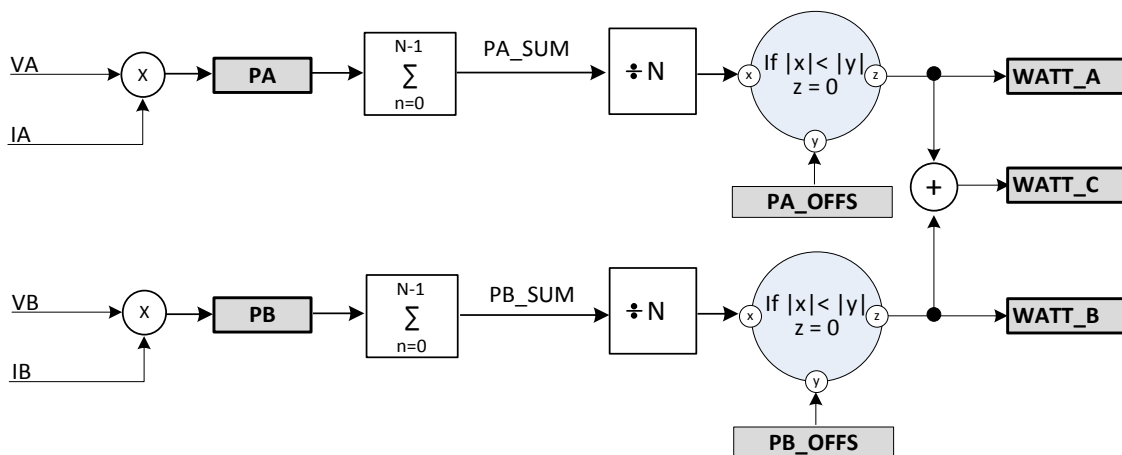 VA
IA
X
PA
N-1
Σ
n=0
PA_SUM
÷N
x
If |x|< |y|
z = 0
z
y
PA_OFFS
WATT_A
+
WATT_C
VB
IB
X
PB
N-1
Σ
n=0
PB_SUM
÷N
x
If |x|< |y|
z = 0
z
y
PB_OFFS
WATT_B